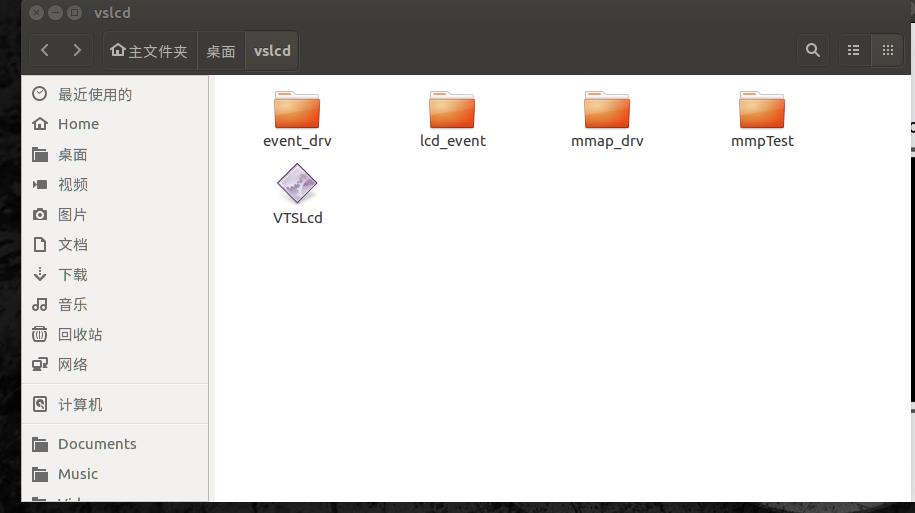 vslcd
主文件夹 桌面 vslcd
最近使用的
Home
桌面
视频
图片
文档
下载
音乐
回收站
网络
计算机
Documents
Music
event_drv lcd_event mmap_drv mmpTest
VTSLcd